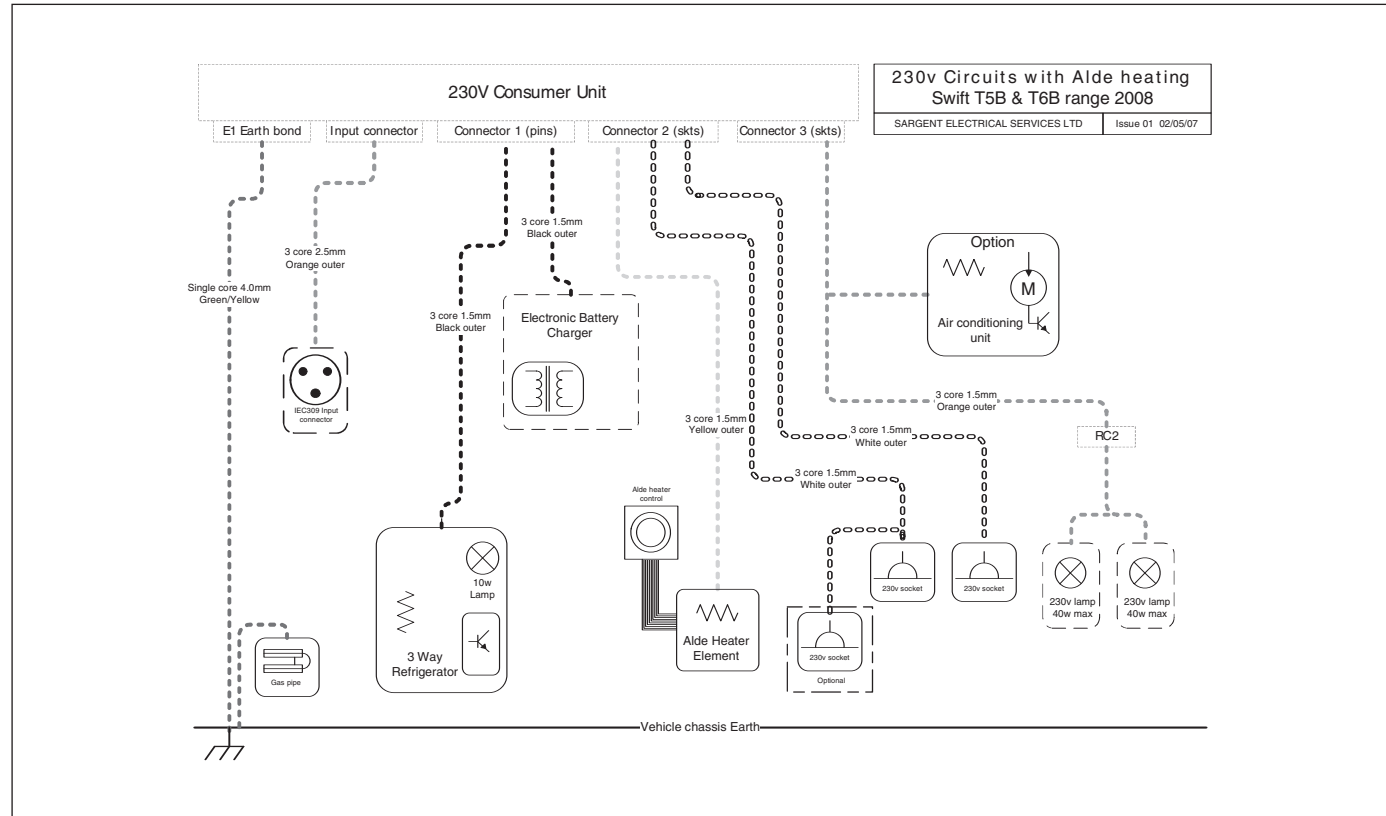 230v Circuits with Alde heating
Swift T5B & T6B range 2008
SARGENT ELECTRICAL SERVICES LTD
Issue 01 02/05/07
230V Consumer Unit
E1 Earth bond
Input connector
Connector 1 (pins)
Connector 2 (skts)
Connector 3 (skts)
3 core 1.5mm
Black outer
3 core 2.5mm
Orange outer
Single core 4.0mm
Green/Yellow
3 core 1.5mm
Black outer
Electronic Battery
Charger
Option
M
Air conditioning
unit
IEC309 Input
connector
3 core 1.5mm
Orange outer
3 core 1.5mm
Yellow outer
3 core 1.5mm
White outer
RC2
3 core 1.5mm
White outer
Alde heater
control
10w
Lamp
3 Way
Refrigerator
Alde Heater
Element
230v socket
230v socket
230v lamp
40w max
230v lamp
40w max
230v socket
Optional
Gas pipe
Vehicle chassis Earth